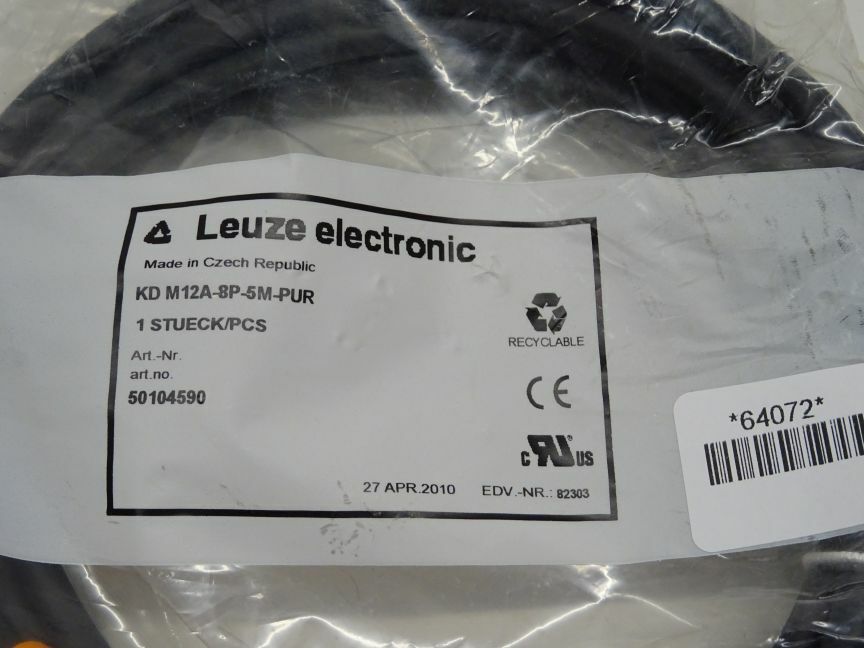 Leuze electronic
Made in Czech Republic
KD M12A-8P-5M-PUR
1 STUECK/PCS
Art.-Nr.
art.no.
50104590
RECYCLABLE
CE
c RU® US
27 APR.2010 EDV.-NR.: 82303
*64072*